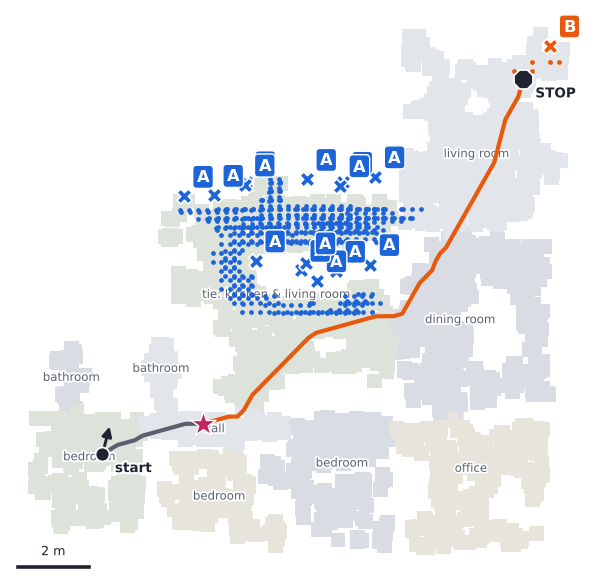 B
STOP
living room
A
A
A
A
A
A
A
A
A
A
A
tie: kitchen & living room
dining room
bathroom
bathroom
hall
bedroom
start
bedroom
bedroom
office
2 m